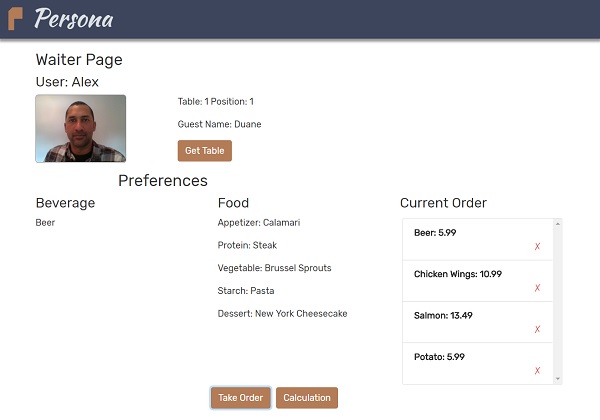 Persona
Waiter Page
User: Alex
Table: 1 Position: 1
Guest Name: Duane
Get Table
Preferences
Beverage
Beer
Food
Appetizer: Calamari
Protein: Steak
Vegetable: Brussel Sprouts
Starch: Pasta
Dessert: New York Cheesecake
Current Order
Beer: 5.99
X
Chicken Wings: 10.99
X
Salmon: 13.49
X
Potato: 5.99
X
Take Order
Calculation